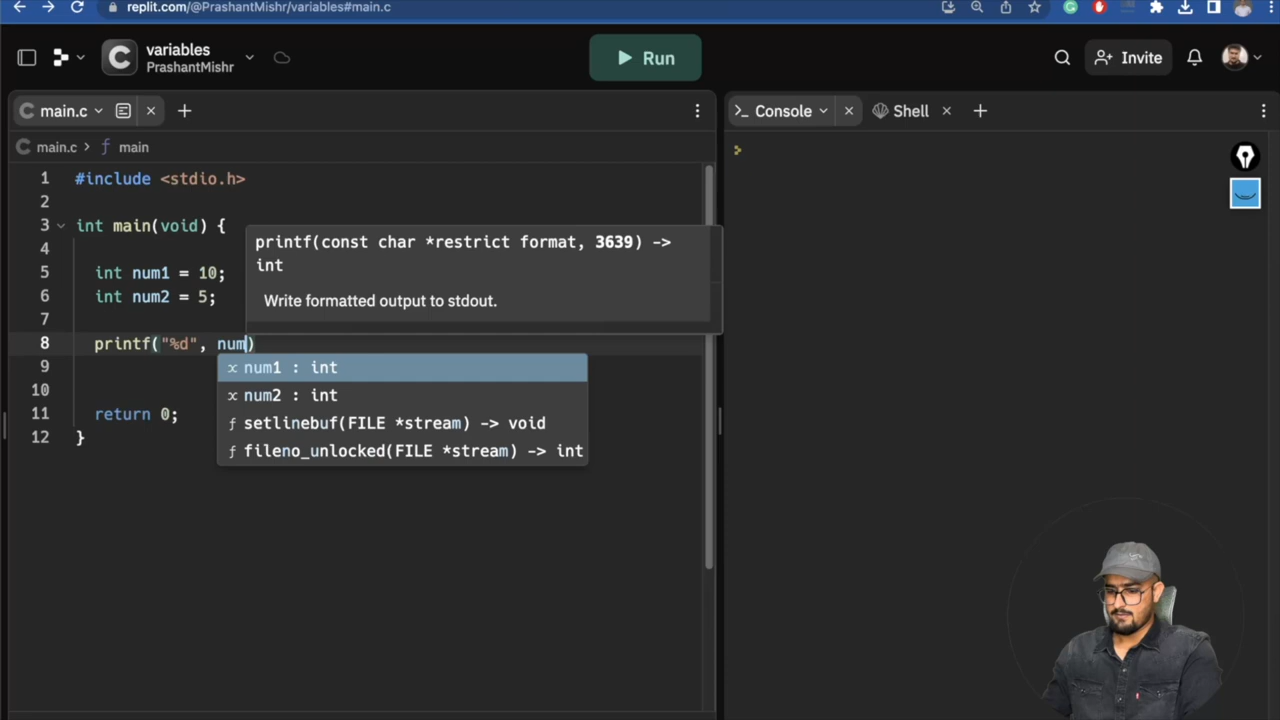 replit.com/@PrashantMishr/variables#main.c
variables
PrashantMishr
Run
Invite
main.c
>_ Console
Shell
main.c > f main
1 #include <stdio.h>
2
3 int main(void) {
4
5 int num1 = 10;
6 int num2 = 5;
7
8 printf("%d", num)
9
10
11 return 0;
12 }
printf(const char *restrict format, 3639) ->
int
Write formatted output to stdout.
x num1 : int
x num2 : int
f setlinebuf(FILE *stream) -> void
f fileno_unlocked(FILE *stream) -> int